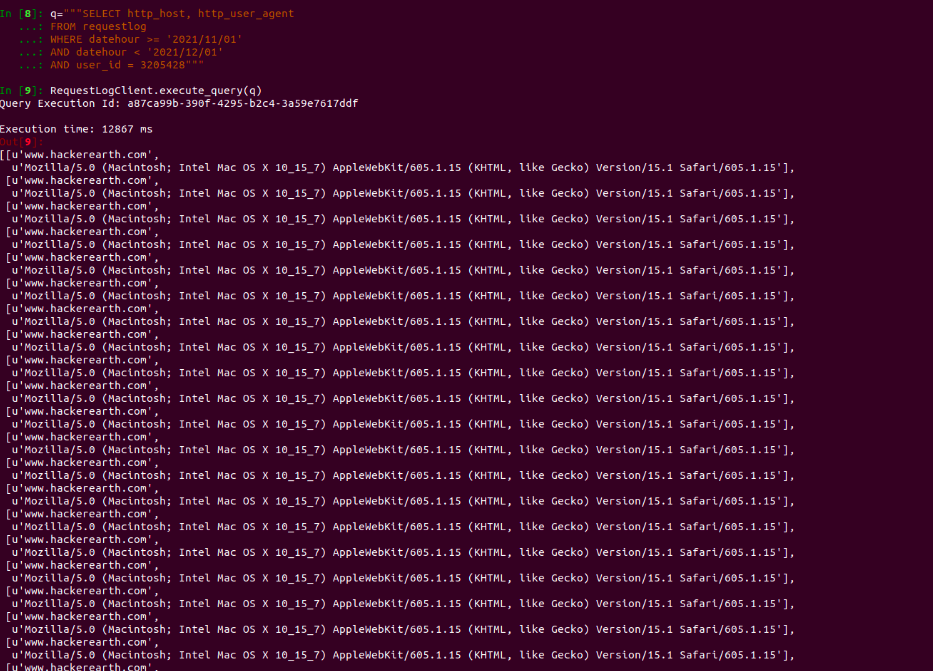 In [8]: q="""SELECT http_host, http_user_agent
   ...: FROM requestlog
   ...: WHERE datehour >= '2021/11/01'
   ...: AND datehour < '2021/12/01'
   ...: AND user_id = 3205428"""

In [9]: RequestLogClient.execute_query(q)
Query Execution Id: a87ca99b-390f-4295-b2c4-3a59e7617ddf

Execution time: 12867 ms
Out[9]:
[[u'www.hackerearth.com',
  u'Mozilla/5.0 (Macintosh; Intel Mac OS X 10_15_7) AppleWebKit/605.1.15 (KHTML, like Gecko) Version/15.1 Safari/605.1.15'],
 [u'www.hackerearth.com',
  u'Mozilla/5.0 (Macintosh; Intel Mac OS X 10_15_7) AppleWebKit/605.1.15 (KHTML, like Gecko) Version/15.1 Safari/605.1.15'],
 [u'www.hackerearth.com',
  u'Mozilla/5.0 (Macintosh; Intel Mac OS X 10_15_7) AppleWebKit/605.1.15 (KHTML, like Gecko) Version/15.1 Safari/605.1.15'],
 [u'www.hackerearth.com',
  u'Mozilla/5.0 (Macintosh; Intel Mac OS X 10_15_7) AppleWebKit/605.1.15 (KHTML, like Gecko) Version/15.1 Safari/605.1.15'],
 [u'www.hackerearth.com',
  u'Mozilla/5.0 (Macintosh; Intel Mac OS X 10_15_7) AppleWebKit/605.1.15 (KHTML, like Gecko) Version/15.1 Safari/605.1.15'],
 [u'www.hackerearth.com',
  u'Mozilla/5.0 (Macintosh; Intel Mac OS X 10_15_7) AppleWebKit/605.1.15 (KHTML, like Gecko) Version/15.1 Safari/605.1.15'],
 [u'www.hackerearth.com',
  u'Mozilla/5.0 (Macintosh; Intel Mac OS X 10_15_7) AppleWebKit/605.1.15 (KHTML, like Gecko) Version/15.1 Safari/605.1.15'],
 [u'www.hackerearth.com',
  u'Mozilla/5.0 (Macintosh; Intel Mac OS X 10_15_7) AppleWebKit/605.1.15 (KHTML, like Gecko) Version/15.1 Safari/605.1.15'],
 [u'www.hackerearth.com',
  u'Mozilla/5.0 (Macintosh; Intel Mac OS X 10_15_7) AppleWebKit/605.1.15 (KHTML, like Gecko) Version/15.1 Safari/605.1.15'],
 [u'www.hackerearth.com',
  u'Mozilla/5.0 (Macintosh; Intel Mac OS X 10_15_7) AppleWebKit/605.1.15 (KHTML, like Gecko) Version/15.1 Safari/605.1.15'],
 [u'www.hackerearth.com',
  u'Mozilla/5.0 (Macintosh; Intel Mac OS X 10_15_7) AppleWebKit/605.1.15 (KHTML, like Gecko) Version/15.1 Safari/605.1.15'],
 [u'www.hackerearth.com',
  u'Mozilla/5.0 (Macintosh; Intel Mac OS X 10_15_7) AppleWebKit/605.1.15 (KHTML, like Gecko) Version/15.1 Safari/605.1.15'],
 [u'www.hackerearth.com',
  u'Mozilla/5.0 (Macintosh; Intel Mac OS X 10_15_7) AppleWebKit/605.1.15 (KHTML, like Gecko) Version/15.1 Safari/605.1.15'],
 [u'www.hackerearth.com',
  u'Mozilla/5.0 (Macintosh; Intel Mac OS X 10_15_7) AppleWebKit/605.1.15 (KHTML, like Gecko) Version/15.1 Safari/605.1.15'],
 [u'www.hackerearth.com',
  u'Mozilla/5.0 (Macintosh; Intel Mac OS X 10_15_7) AppleWebKit/605.1.15 (KHTML, like Gecko) Version/15.1 Safari/605.1.15'],
 [u'www.hackerearth.com',
  u'Mozilla/5.0 (Macintosh; Intel Mac OS X 10_15_7) AppleWebKit/605.1.15 (KHTML, like Gecko) Version/15.1 Safari/605.1.15'],
 [u'www.hackerearth.com',
  u'Mozilla/5.0 (Macintosh; Intel Mac OS X 10_15_7) AppleWebKit/605.1.15 (KHTML, like Gecko) Version/15.1 Safari/605.1.15'],
 [u'www.hackerearth.com',
  u'Mozilla/5.0 (Macintosh; Intel Mac OS X 10_15_7) AppleWebKit/605.1.15 (KHTML, like Gecko) Version/15.1 Safari/605.1.15'],
 [u'www.hackerearth.com',
  u'Mozilla/5.0 (Macintosh; Intel Mac OS X 10_15_7) AppleWebKit/605.1.15 (KHTML, like Gecko) Version/15.1 Safari/605.1.15'],
 [u'www.hackerearth.com',
  u'Mozilla/5.0 (Macintosh; Intel Mac OS X 10_15_7) AppleWebKit/605.1.15 (KHTML, like Gecko) Version/15.1 Safari/605.1.15'],
 [u'www.hackerearth.com',